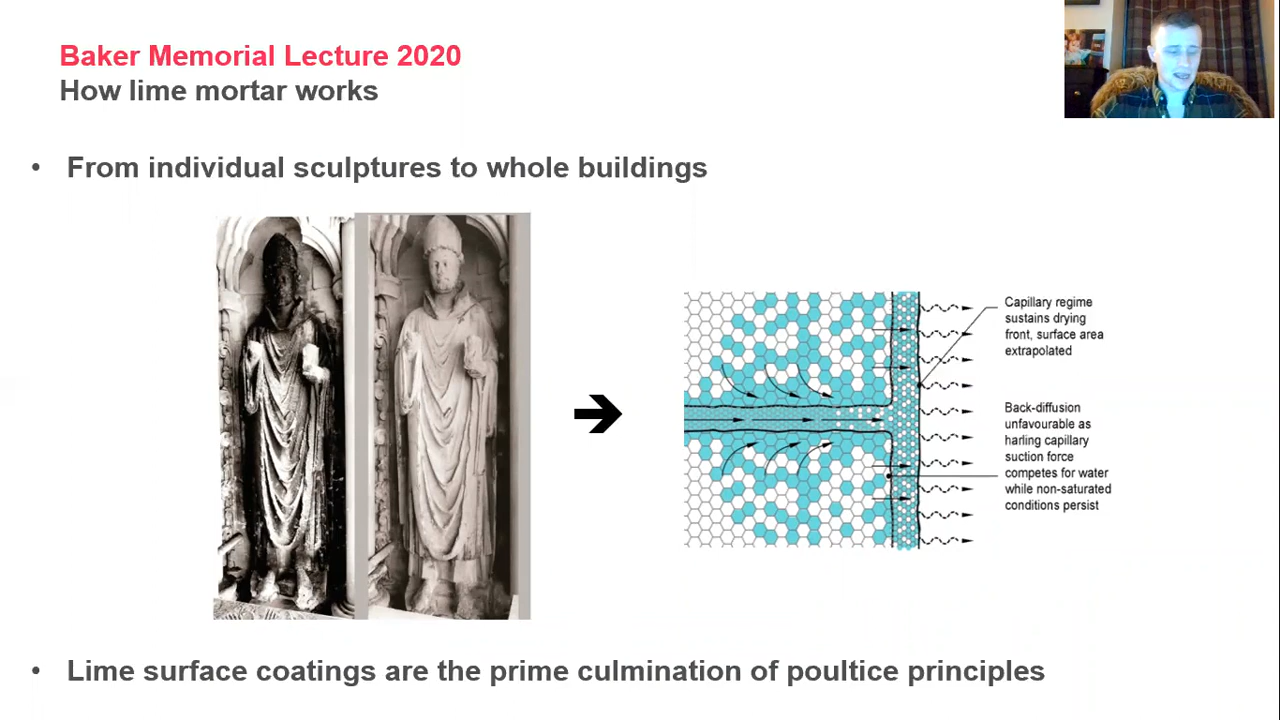 Baker Memorial Lecture 2020
How lime mortar works
• From individual sculptures to whole buildings
Capillary regime
sustains drying
front, surface area
extrapolated
Back-diffusion
unfavourable as
harling capillary
suction force
competes for water
while non-saturated
conditions persist
• Lime surface coatings are the prime culmination of poultice principles